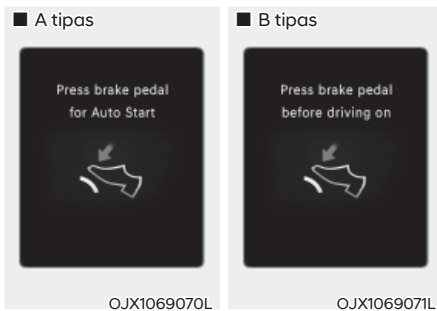 ■ A tipas
Press brake pedal
for Auto Start
OJX1069070L
■ B tipas
Press brake pedal
before driving on
OJX1069071L